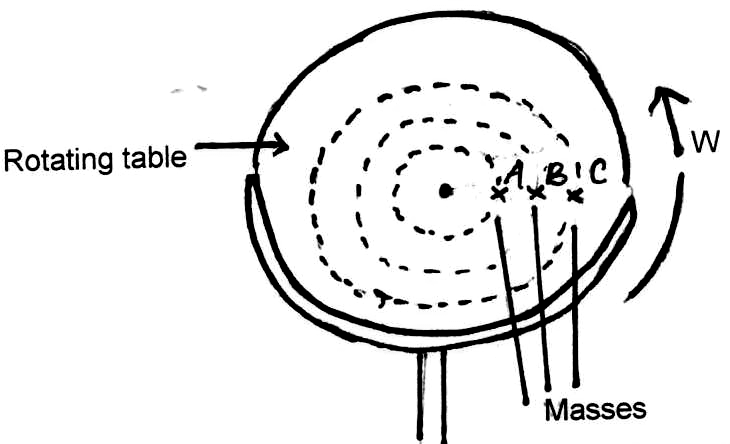 Rotating table
A B C
W
Masses